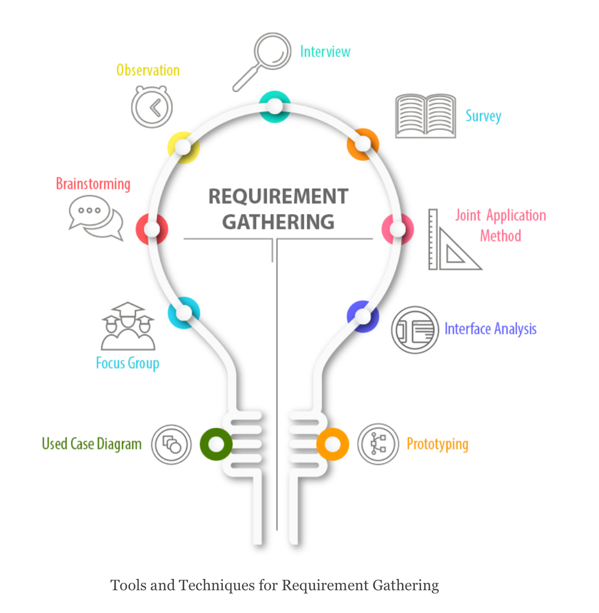 Interview
Observation
Survey
Brainstorming
REQUIREMENT
GATHERING
Joint Application
Method
Interface Analysis
Focus Group
Used Case Diagram
Prototyping
Tools and Techniques for Requirement Gathering